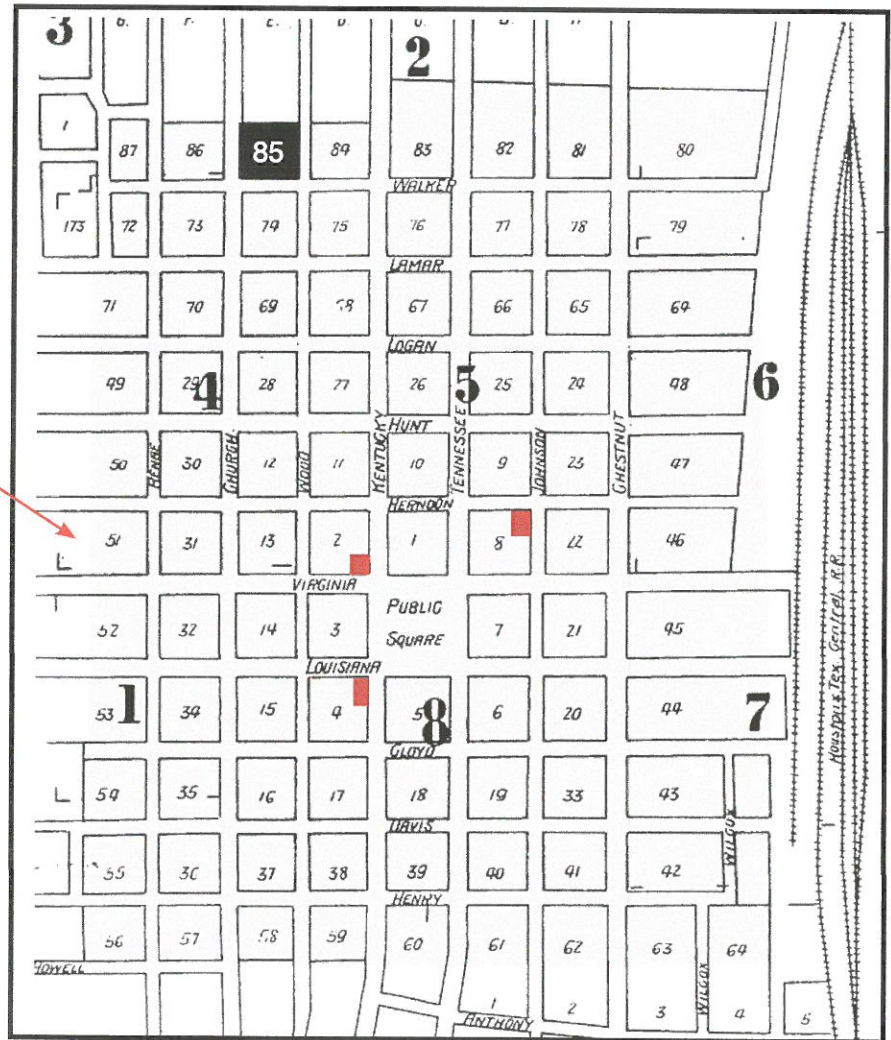 3 G. F. E. D. 2 C. B.
1 87 86 85 84 83 82 81 80
WALKER
173 72 73 74 75 76 77 78 79
LAMAR
71 70 69 68 67 66 65 64
LOGAN
49 29 4 28 27 26 5 25 24 48 6
HUNT
BENGE CHURCH WOOD KENTUCKY TENNESSEE JOHNSON CHESTNUT
50 30 12 11 10 9 23 47
HERNDON
51 31 13 2 1 8 22 46
VIRGINIA
PUBLIC
52 32 14 3 SQUARE 7 21 45
LOUISIANA
Houston & Tex. Central. R.R.
53 1 34 15 4 5 8 6 20 44 7
CLOYD
54 35 16 17 18 19 33 43
DAVIS
WILCOX
55 36 37 38 39 40 41 42
HENRY
56 57 58 59 60 61 62 63 64
HOWELL
WILCOX
1 2 3 4 5
ANTHONY